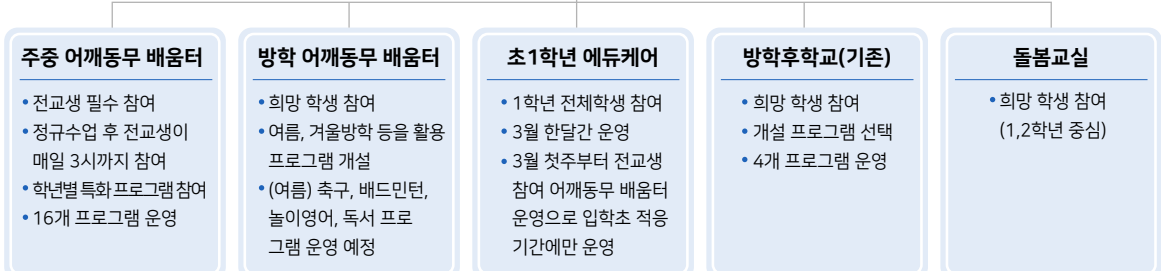 주중 어깨동무 배움터
• 전교생 필수 참여
• 정규수업 후 전교생이
매일 3시까지 참여
• 학년별 특화 프로그램 참여
• 16개 프로그램 운영
방학 어깨동무 배움터
• 희망 학생 참여
• 여름, 겨울방학 등을 활용
프로그램 개설
• (여름) 축구, 배드민턴,
놀이영어, 독서 프로
그램 운영 예정
초1학년 에듀케어
• 1학년 전체학생 참여
• 3월 한달간 운영
• 3월 첫주부터 전교생
참여 어깨동무 배움터
운영으로 입학초 적응
기간에만 운영
방학후학교(기존)
• 희망 학생 참여
• 개설 프로그램 선택
• 4개 프로그램 운영
돌봄교실
• 희망 학생 참여
(1,2학년 중심)